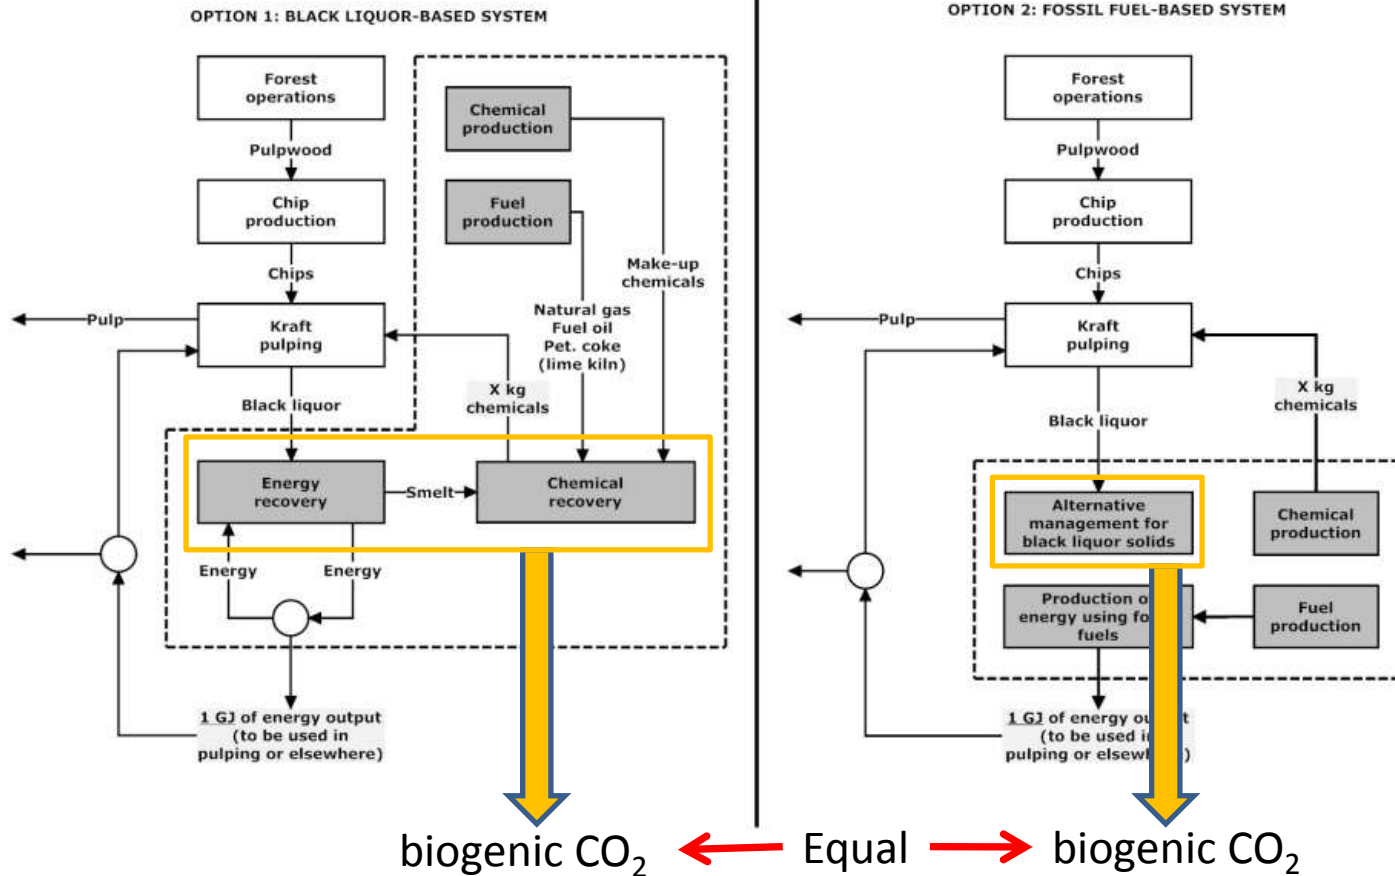 OPTION 1: BLACK LIQUOR-BASED SYSTEM
Forest
operations
Pulpwood
Chip
production
Chips
Pulp
Kraft
pulping
Black liquor
Chemical
production
Fuel
production
Make-up
chemicals
Natural gas
Fuel oil
Pet. coke
(lime kiln)
X kg
chemicals
Energy
recovery
Smelt
Chemical
recovery
Energy
Energy
1 GJ of energy output
(to be used in
pulping or elsewhere)
biogenic CO₂
Equal
OPTION 2: FOSSIL FUEL-BASED SYSTEM
Forest
operations
Pulpwood
Chip
production
Chips
Pulp
Kraft
pulping
X kg
chemicals
Black liquor
Alternative
management for
black liquor solids
Chemical
production
Production
energy using
fuels
Fuel
production
1 GJ of energy
(to be used
pulping or
biogenic CO₂